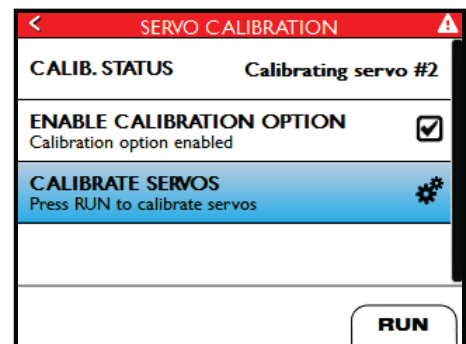 SERVO CALIBRATION
CALIB. STATUS Calibrating servo #2
ENABLE CALIBRATION OPTION
Calibration option enabled
CALIBRATE SERVOS
Press RUN to calibrate servos
RUN